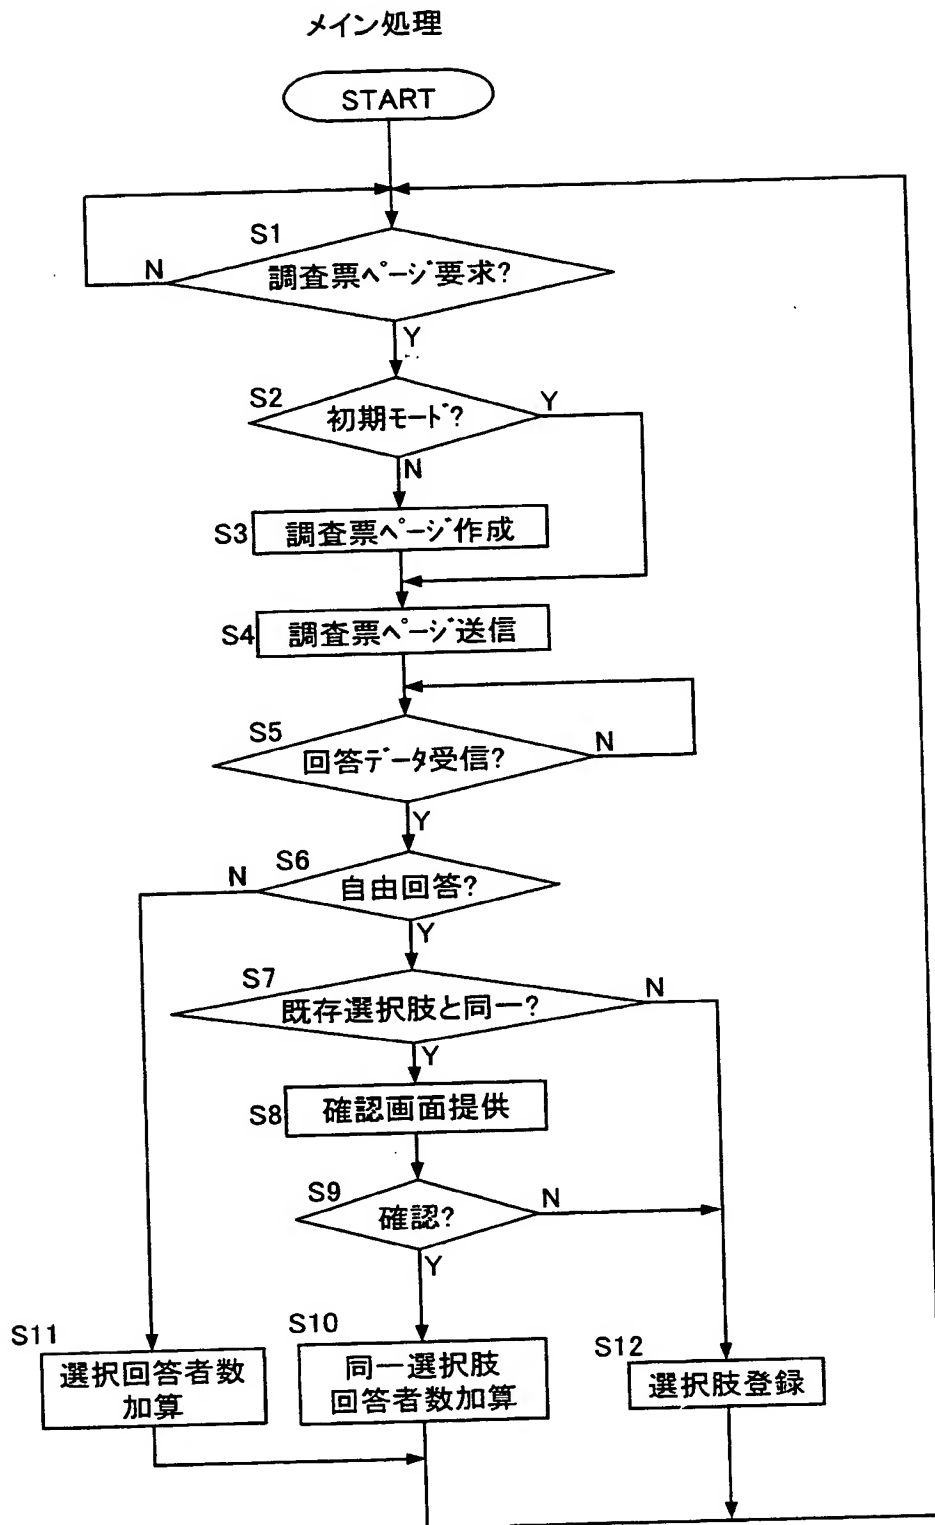 メイン処理
START
S1
調査票ページ要求?
N
Y
S2
初期モード?
Y
N
S3
調査票ページ作成
S4
調査票ページ送信
S5
回答データ受信?
N
Y
S6
自由回答?
N
Y
S7
既存選択肢と同一?
N
Y
S8
確認画面提供
S9
確認?
N
Y
S11
選択回答者数
加算
S10
同一選択肢
回答者数加算
S12
選択肢登録